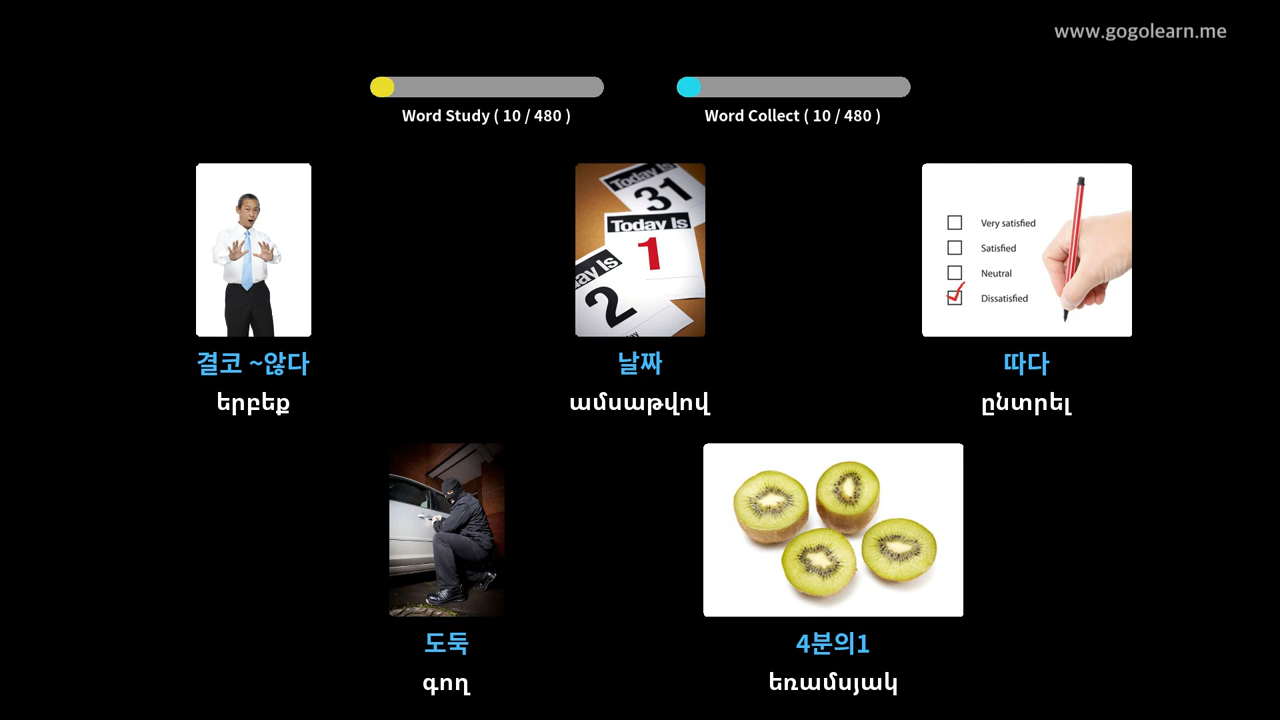 www.gogolearn.me
Word Study ( 10 / 480 )
Word Collect ( 10 / 480 )
Today Is
31
Today Is
1
Today Is
2
Very satisfied
Satisfied
Neutral
Dissatisfied
결코 ~않다
날짜
따다
երբեք
ամսաթվով
ընտրել
도둑
4분의1
գող
եռամսյակ